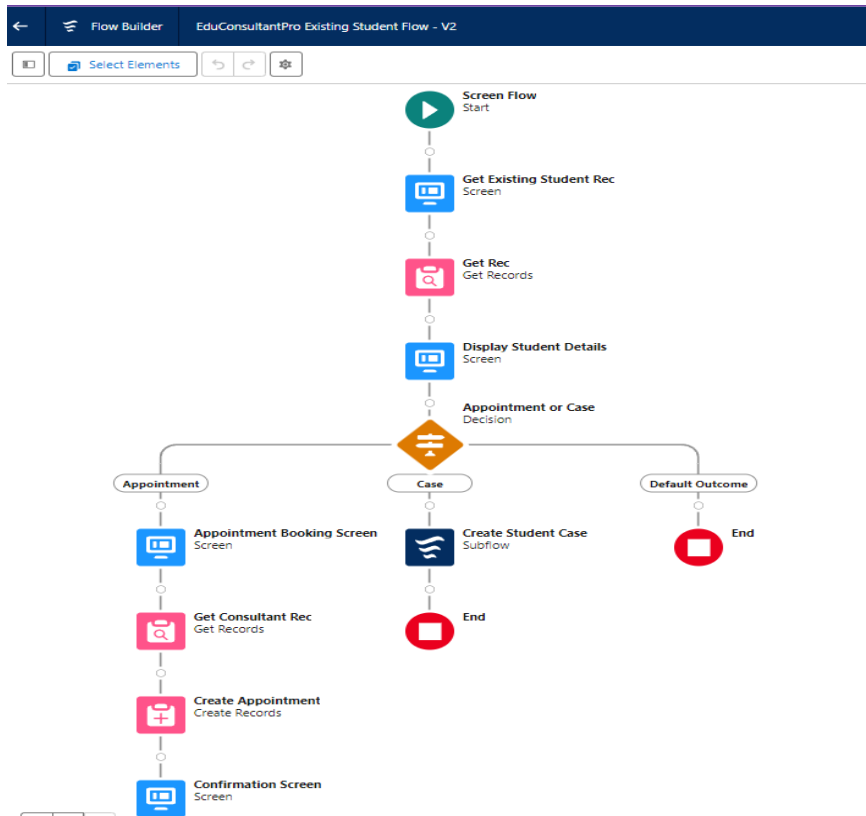 Flow Builder
EduConsultantPro Existing Student Flow - V2
Select Elements
Screen Flow
Start
Get Existing Student Rec
Screen
Get Rec
Get Records
Display Student Details
Screen
Appointment or Case
Decision
Appointment
Case
Default Outcome
Appointment Booking Screen
Screen
Create Student Case
Subflow
End
Get Consultant Rec
Get Records
End
Create Appointment
Create Records
Confirmation Screen
Screen